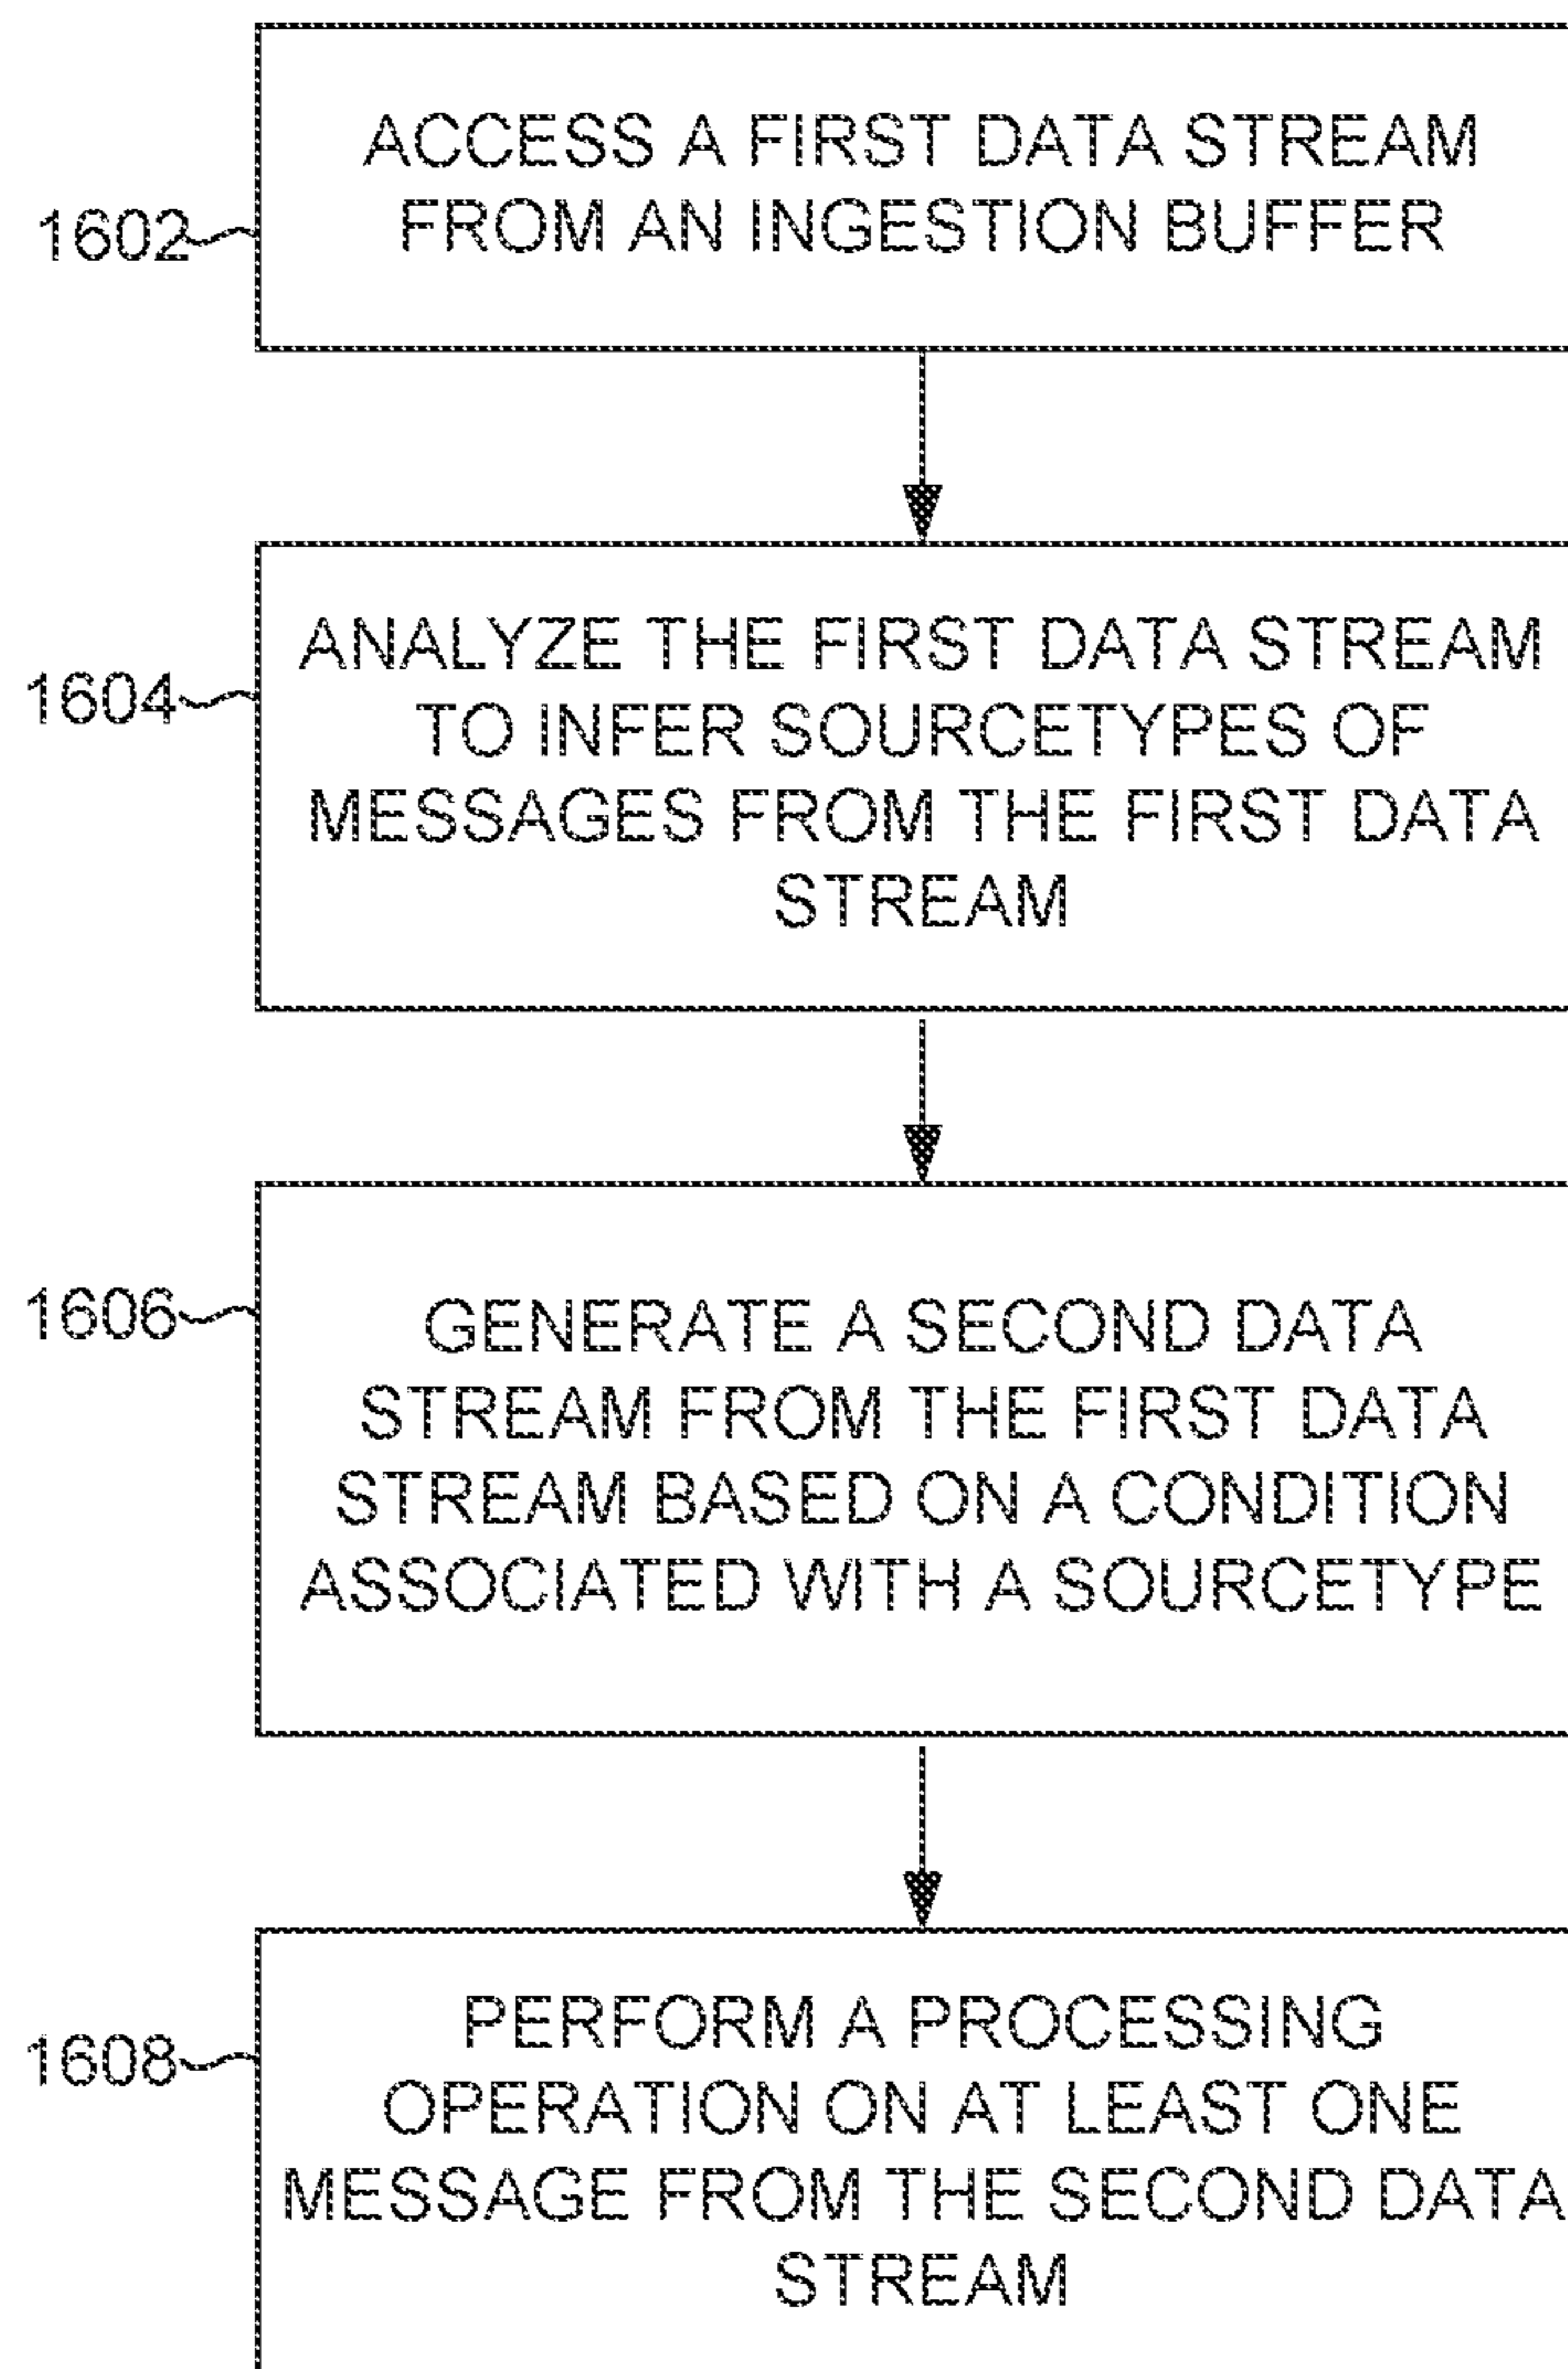 ACCESS A FIRST DATA STREAM
FROM AN INGESTION BUFFER
1602
ANALYZE THE FIRST DATA STREAM
TO INFER SOURCETYPES OF
MESSAGES FROM THE FIRST DATA
STREAM
1604
GENERATE A SECOND DATA
STREAM FROM THE FIRST DATA
STREAM BASED ON A CONDITION
ASSOCIATED WITH A SOURCETYPE
1606
PERFORM A PROCESSING
OPERATION ON AT LEAST ONE
MESSAGE FROM THE SECOND DATA
STREAM
1608